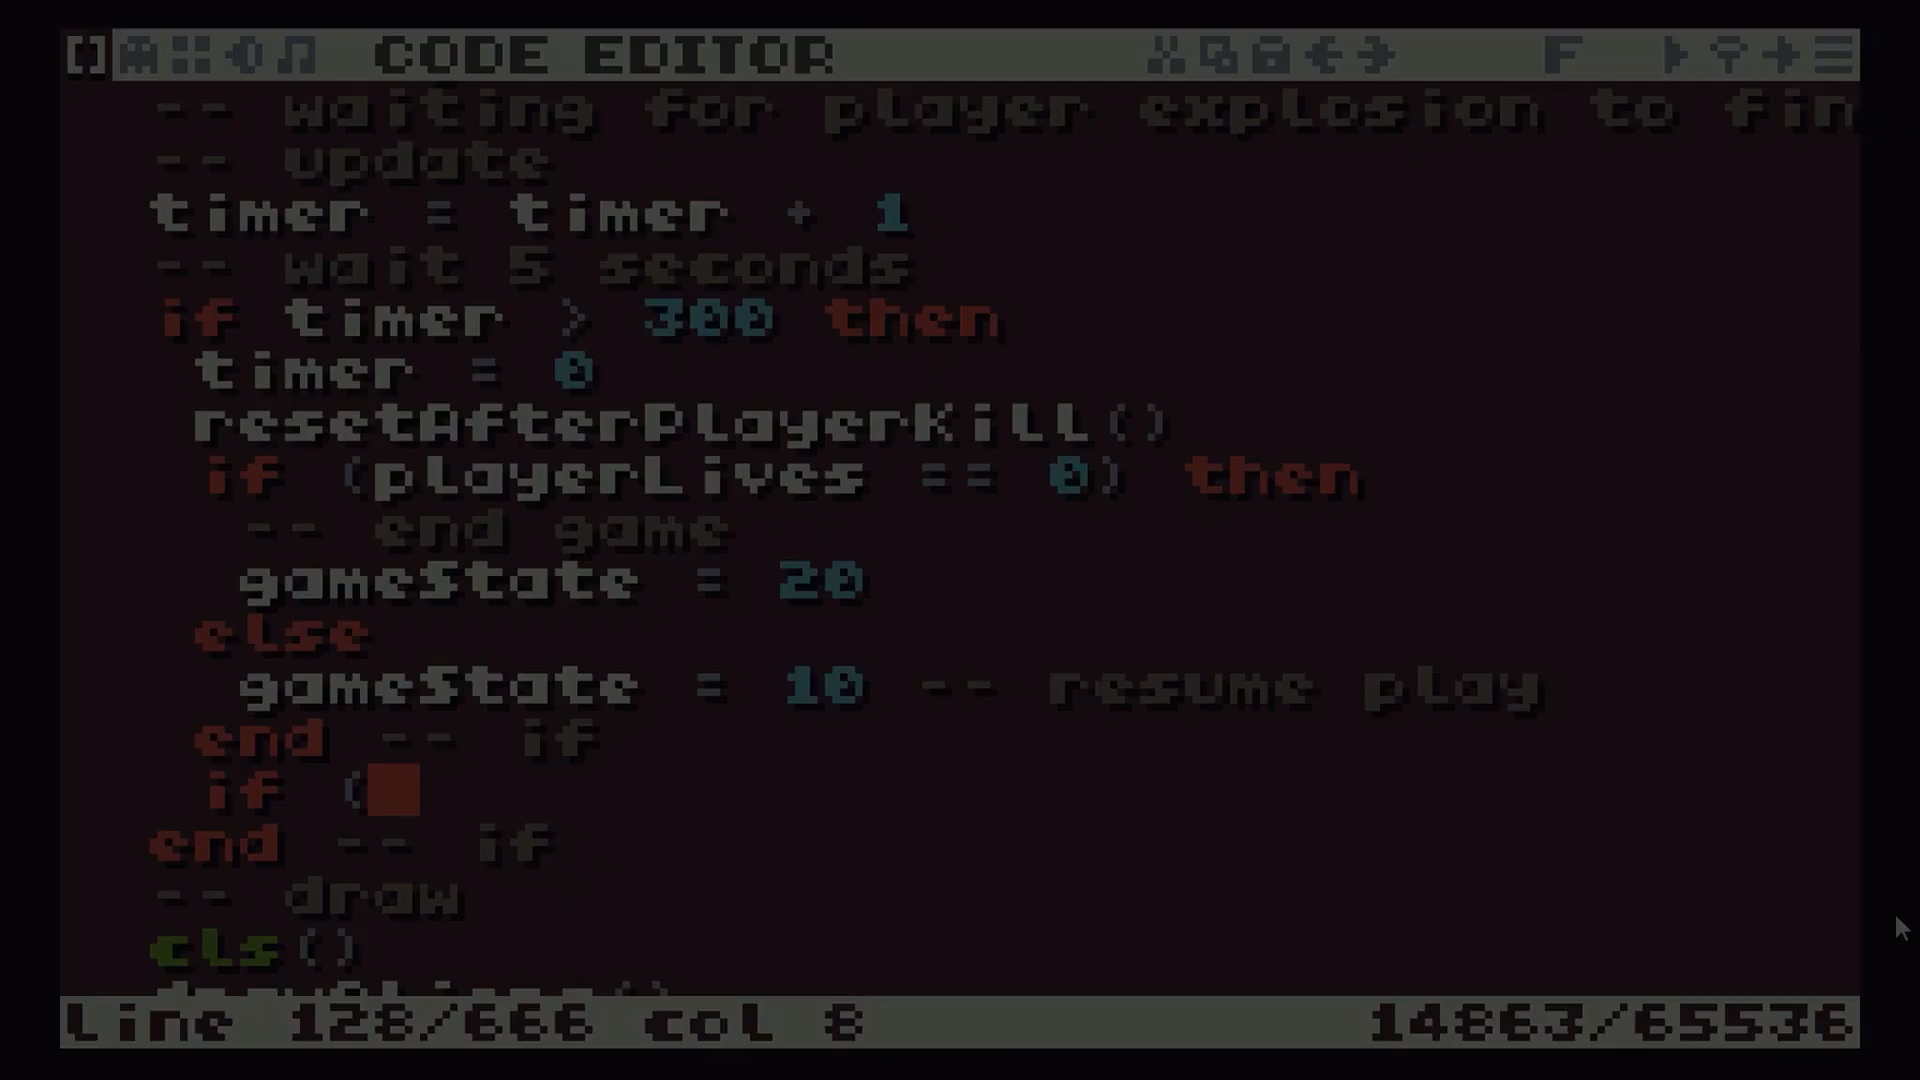 CODE EDITOR F
-- waiting for player explosion to fin
-- update
timer = timer + 1
-- wait 5 seconds
if timer > 300 then
timer = 0
resetAfterPlayerKill()
if (playerLives == 0) then
-- end game
gameState = 20
else
gameState = 10 -- resume play
end -- if
if (
end -- if
-- draw
cls()
line 128/666 col 8
14863/65536